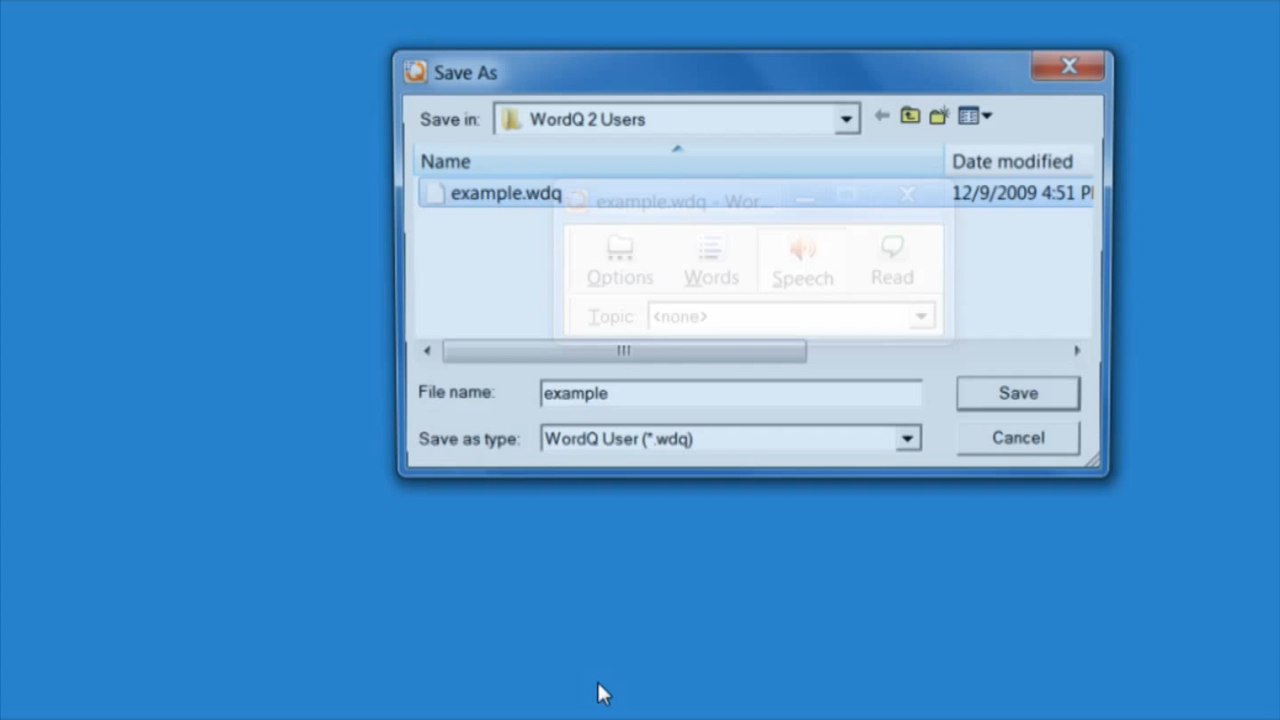 Save As
Save in: WordQ 2 Users
Name Date modified
example.wdq 12/9/2009 4:51
example.wdq - Wor...
Options Words Speech Read
Topic: <none>
File name: example Save
Save as type: WordQ User (*.wdq) Cancel